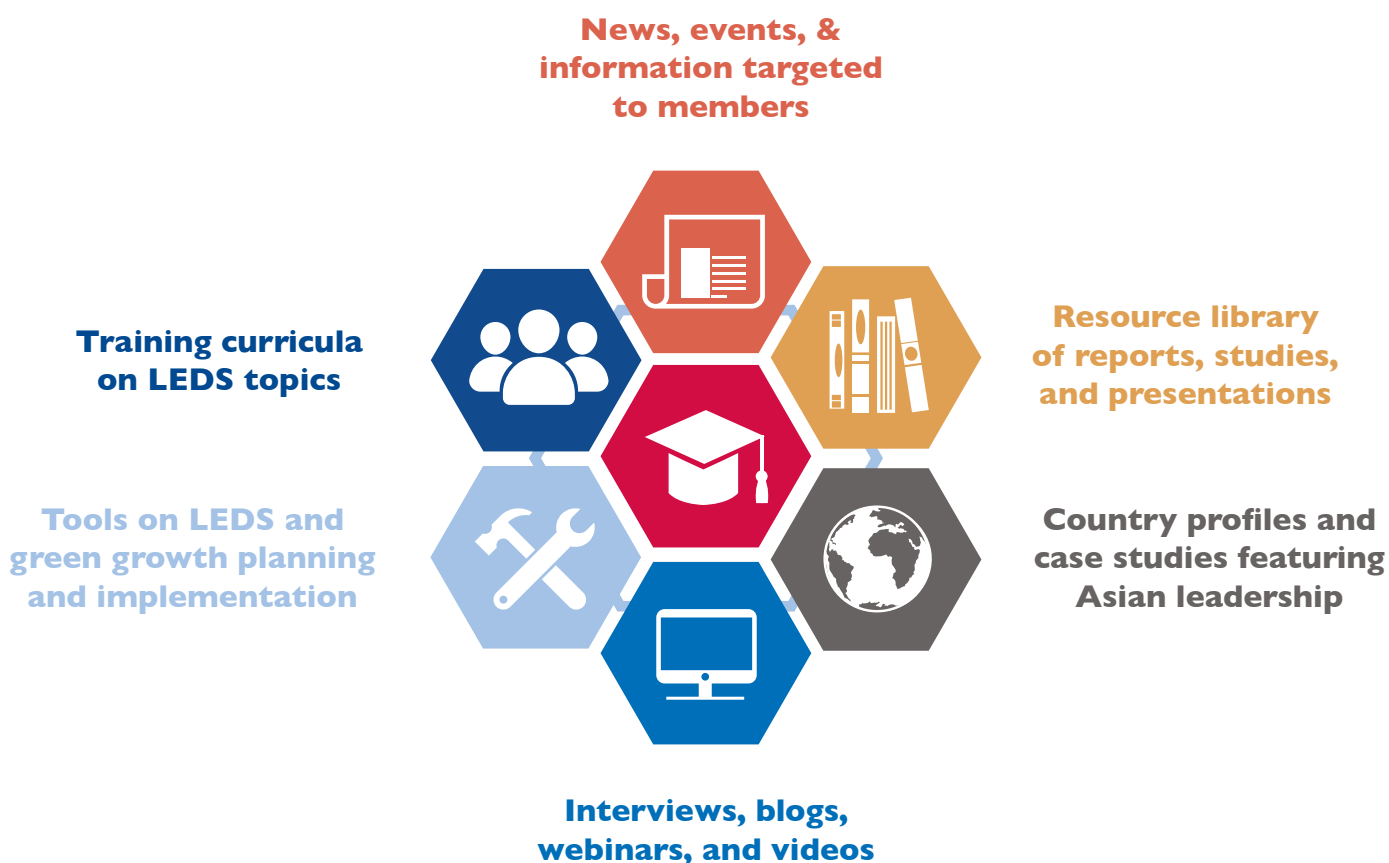 News, events, &
information targeted
to members
Training curricula
on LEDS topics
Resource library
of reports, studies,
and presentations
Tools on LEDS and
green growth planning
and implementation
Country profiles and
case studies featuring
Asian leadership
Interviews, blogs,
webinars, and videos